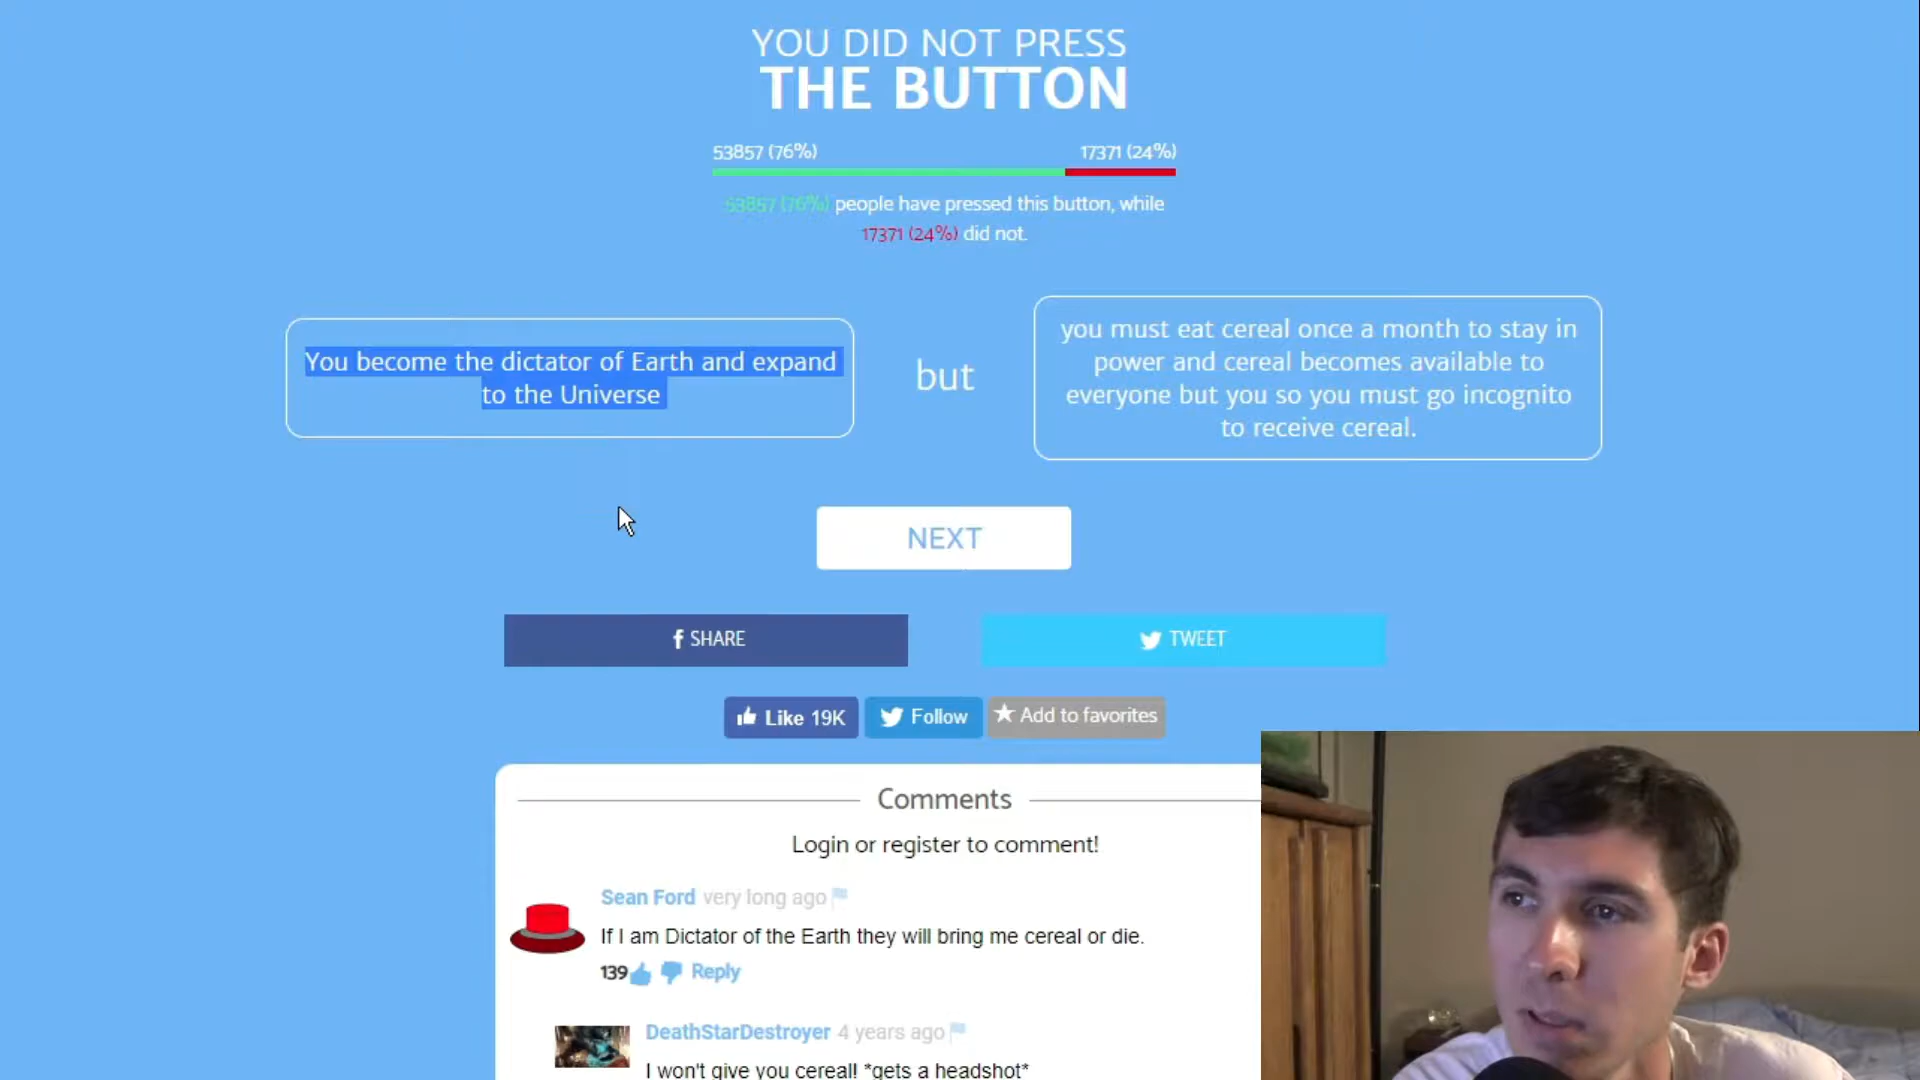 YOU DID NOT PRESS
THE BUTTON
53857 (76%) 17371 (24%)
53857 (76%) people have pressed this button, while
17371 (24%) did not.
You become the dictator of Earth and expand
to the Universe
but
you must eat cereal once a month to stay in
power and cereal becomes available to
everyone but you so you must go incognito
to receive cereal.
NEXT
SHARE
TWEET
Like 19K
Follow
Add to favorites
Comments
Login or register to comment!
Sean Ford very long ago
If I am Dictator of the Earth they will bring me cereal or die.
139 Reply
DeathStarDestroyer 4 years ago
I won't give you cereal! *gets a headshot*